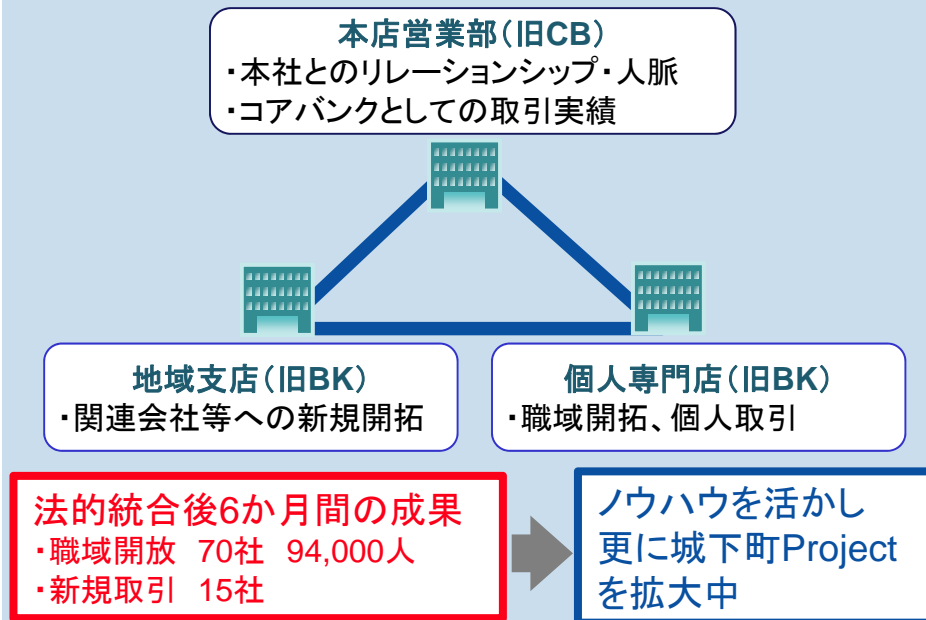 本店営業部(旧CB)
・本社とのリレーションシップ・人脈
・コアバンクとしての取引実績
地域支店(旧BK)
・関連会社等への新規開拓
個人専門店(旧BK)
・職域開拓、個人取引
法的統合後6か月間の成果
・職域開放 70社 94,000人
・新規取引 15社
ノウハウを活かし
更に城下町Project
を拡大中